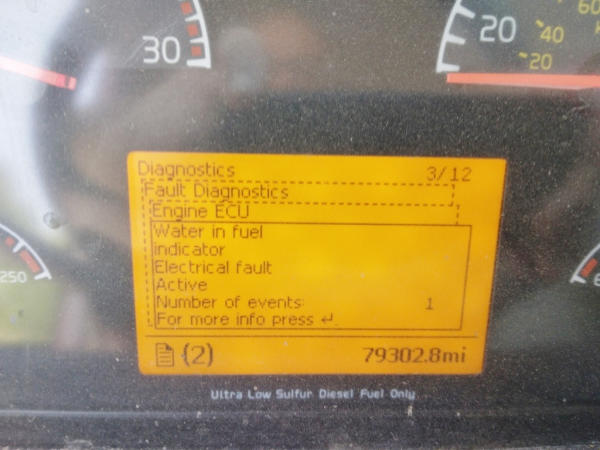 30
20
40
20
60
Diagnostics 3/12
Fault Diagnostics
Engine ECU
Water in fuel
indicator
Electrical fault
Active
Number of events: 1
For more info press ↵.
(2) 79302.8mi
250
Ultra Low Sulfur Diesel Fuel Only